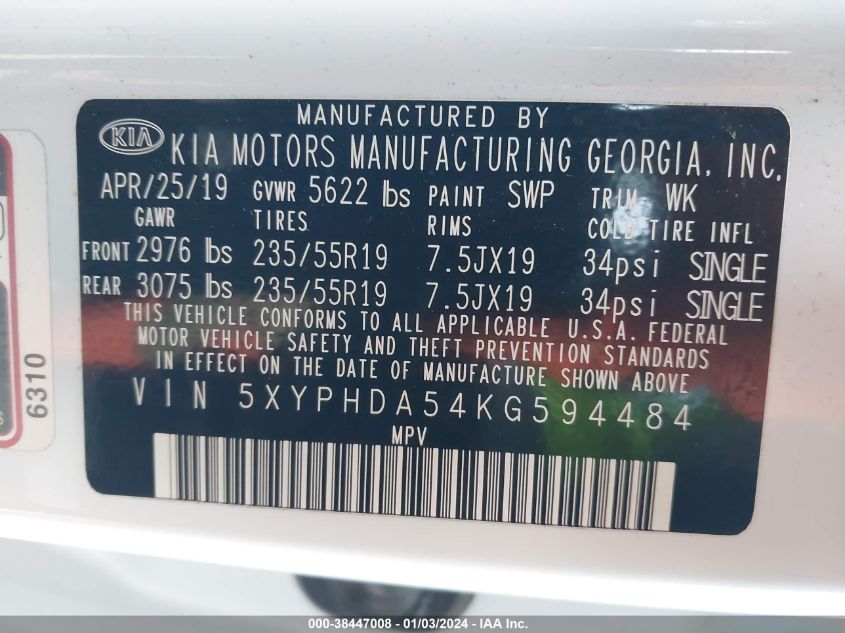 MANUFACTURED BY
KIA KIA MOTORS MANUFACTURING GEORGIA, INC.
APR/25/19 GVWR 5622 lbs PAINT SWP TRIM WK
GAWR TIRES RIMS COLD TIRE INFL
FRONT 2976 lbs 235/55R19 7.5JX19 34psi SINGLE
REAR 3075 lbs 235/55R19 7.5JX19 34psi SINGLE
THIS VEHICLE CONFORMS TO ALL APPLICABLE U.S.A. FEDERAL
MOTOR VEHICLE SAFETY AND THEFT PREVENTION STANDARDS
IN EFFECT ON THE DATE OF MANUFACTURE SHOWN ABOVE
VIN 5XYPHDA54KG594484
MPV
6310
000-38447008 - 01/03/2024 - IAA Inc.